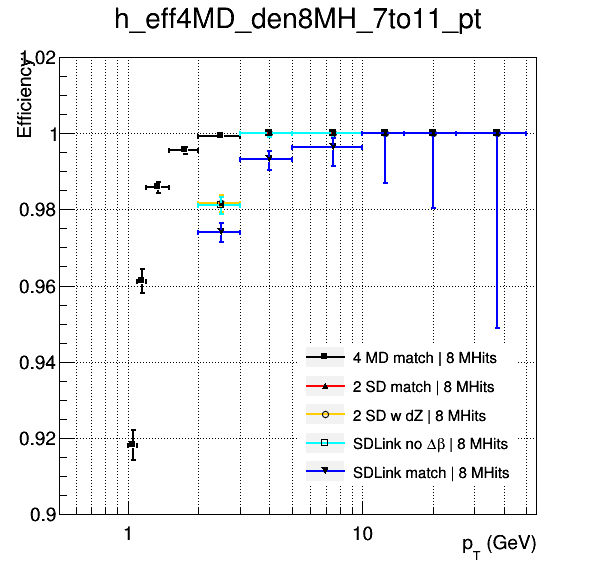 h_eff4MD_den8MH_7to11_pt
Efficiency
1.02
1
0.98
0.96
0.94
0.92
0.9
4 MD match | 8 MHits
2 SD match | 8 MHits
2 SD w dZ | 8 MHits
SDLink no Δβ | 8 MHits
SDLink match | 8 MHits
1
10
p_T (GeV)